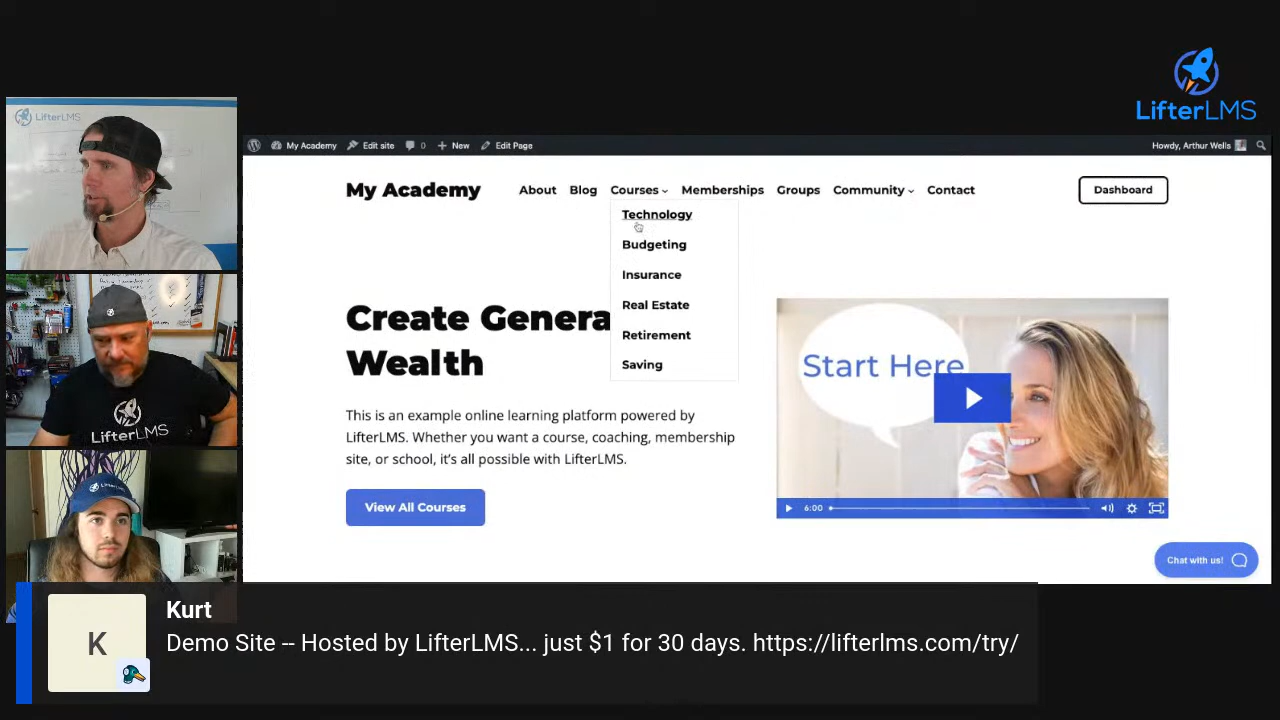 LifterLMS
LifterLMS
My Academy Edit site 0 + New Edit Page Howdy, Arthur Wells
My Academy About Blog Courses Memberships Groups Community Contact Dashboard
Technology
Budgeting
Insurance
Real Estate
Retirement
Saving
Create Genera
Wealth
This is an example online learning platform powered by
LifterLMS. Whether you want a course, coaching, membership
site, or school, it's all possible with LifterLMS.
View All Courses
Start Here
6:00
Chat with us!
LIFTERLMS
K
Kurt
Demo Site -- Hosted by LifterLMS... just $1 for 30 days. https://lifterlms.com/try/